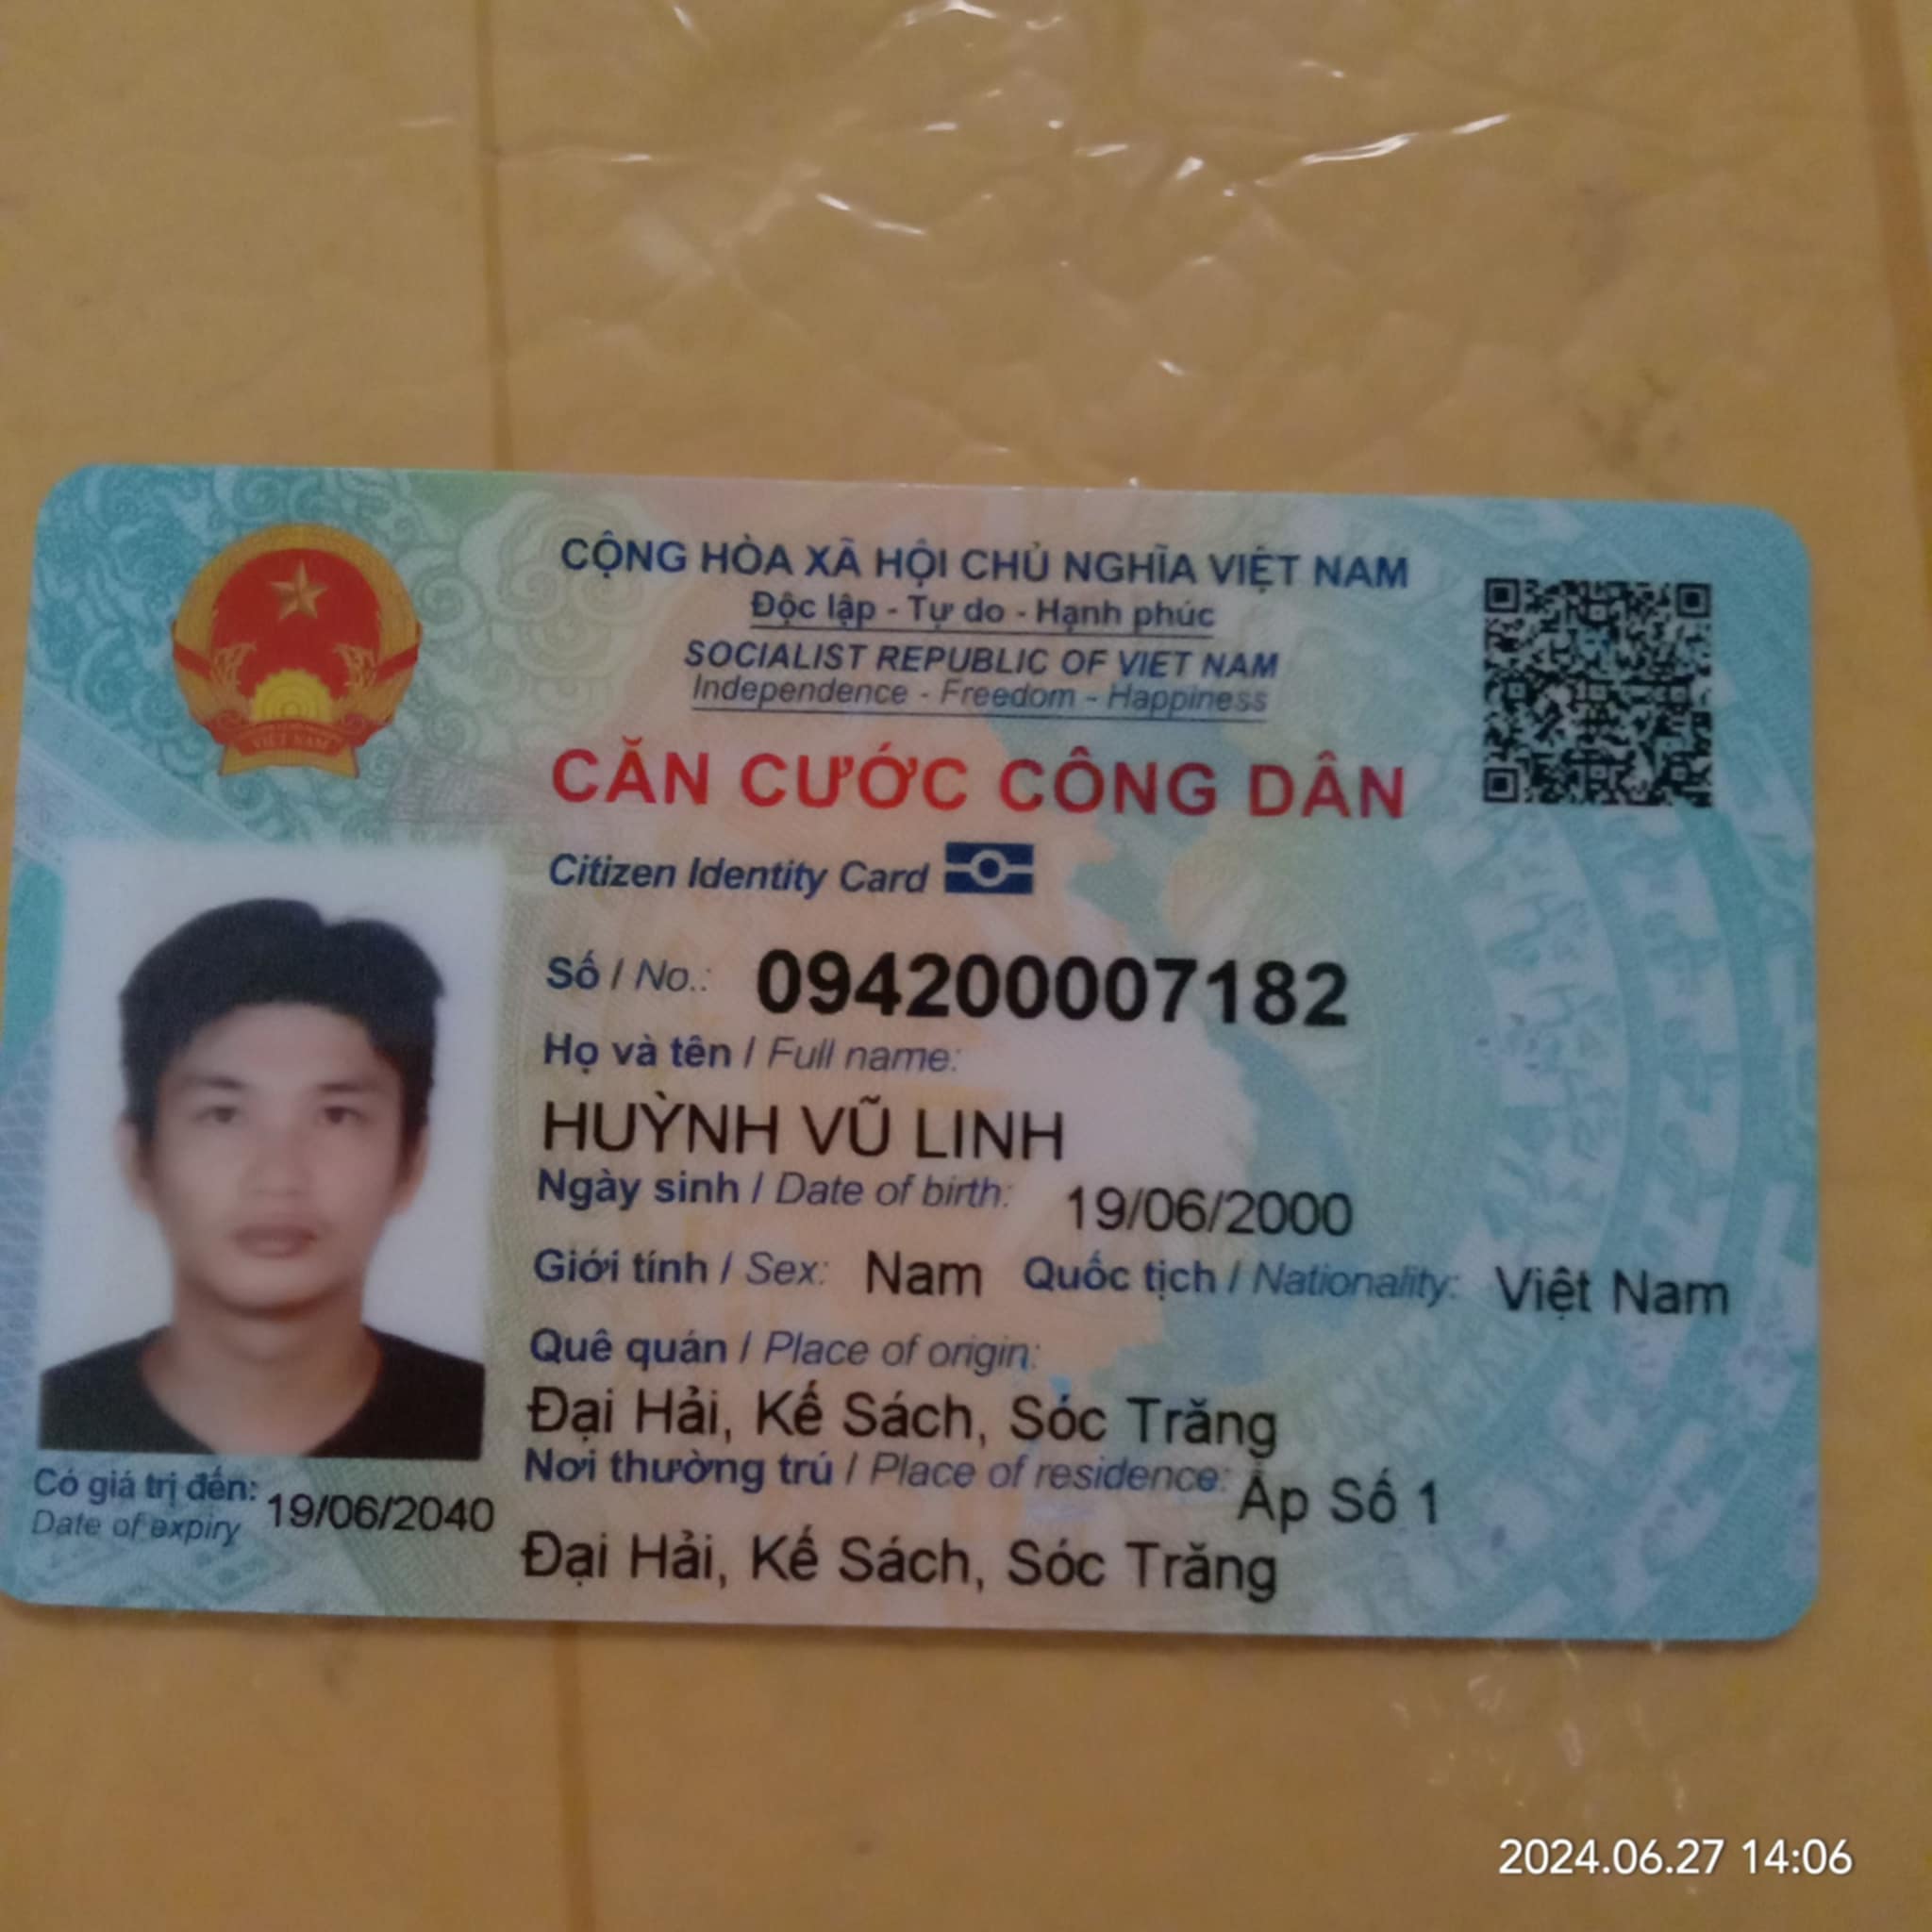 CỘNG HÒA XÃ HỘI CHỦ NGHĨA VIỆT NAM
Độc lập - Tự do - Hạnh phúc
SOCIALIST REPUBLIC OF VIET NAM
Independence - Freedom - Happiness
CĂN CƯỚC CÔNG DÂN
Citizen Identity Card
VIỆT NAM
Số / No.: 094200007182
Họ và tên / Full name:
HUỲNH VŨ LINH
Ngày sinh / Date of birth: 19/06/2000
Giới tính / Sex: Nam Quốc tịch / Nationality: Việt Nam
Quê quán / Place of origin:
Đại Hải, Kế Sách, Sóc Trăng
Nơi thường trú / Place of residence: Ấp Số 1
Đại Hải, Kế Sách, Sóc Trăng
Có giá trị đến: 19/06/2040
Date of expiry
2024.06.27 14:06